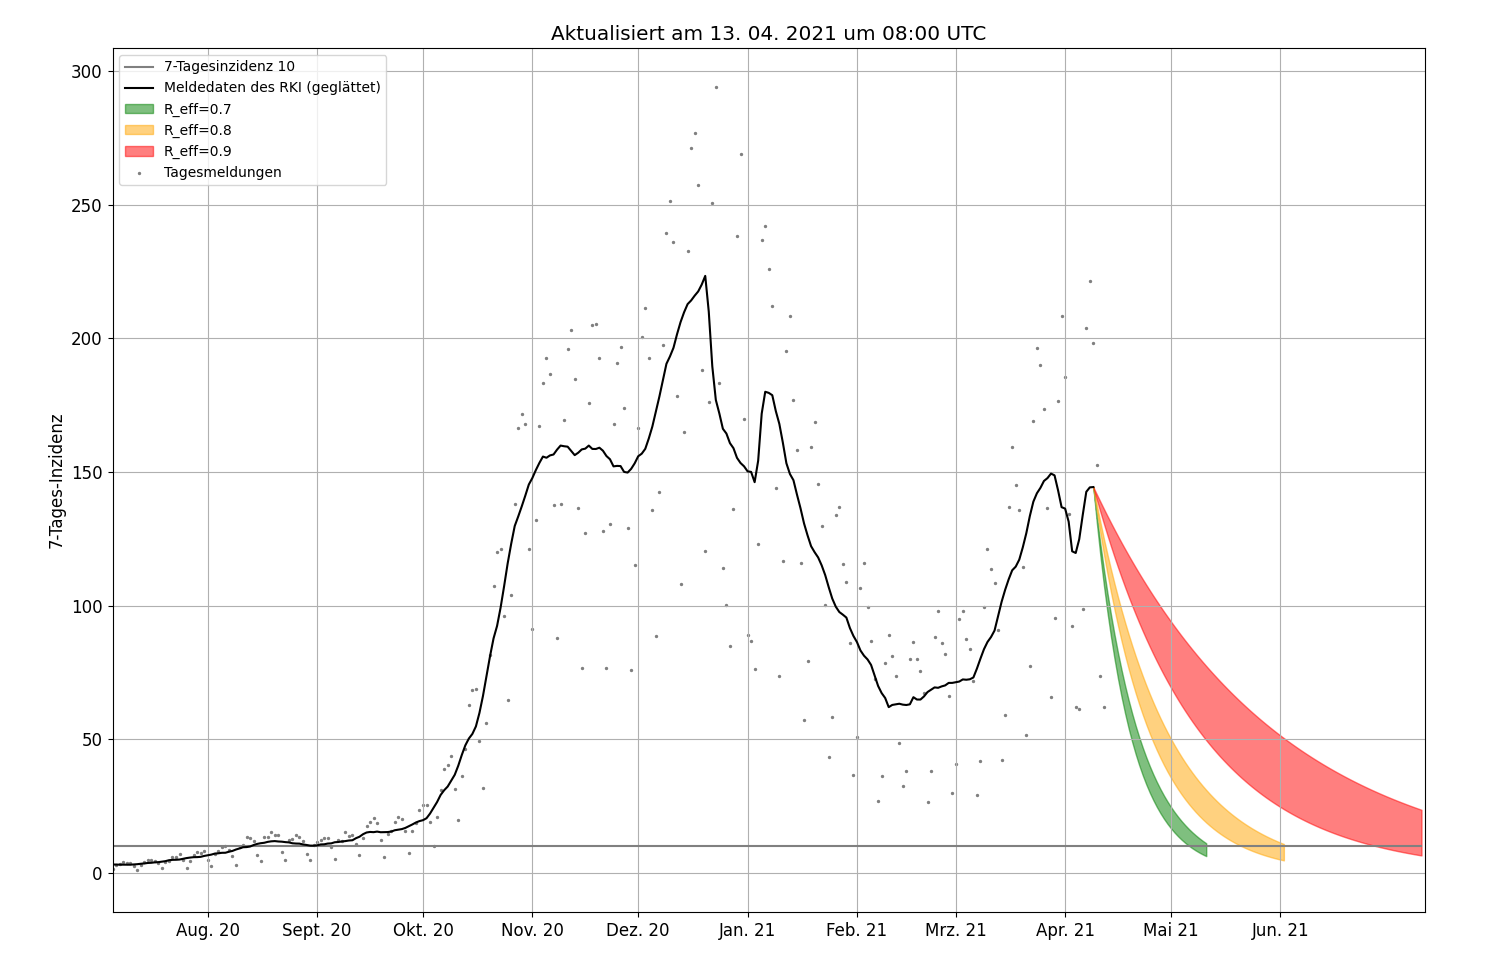 Aktualisiert am 13. 04. 2021 um 08:00 UTC
7-Tagesinzidenz 10
Meldedaten des RKI (geglättet)
R_eff=0.7
R_eff=0.8
R_eff=0.9
Tagesmeldungen
7-Tages-Inzidenz
300
250
200
150
100
50
0
Aug. 20 Sept. 20 Okt. 20 Nov. 20 Dez. 20 Jan. 21 Feb. 21 Mrz. 21 Apr. 21 Mai 21 Jun. 21